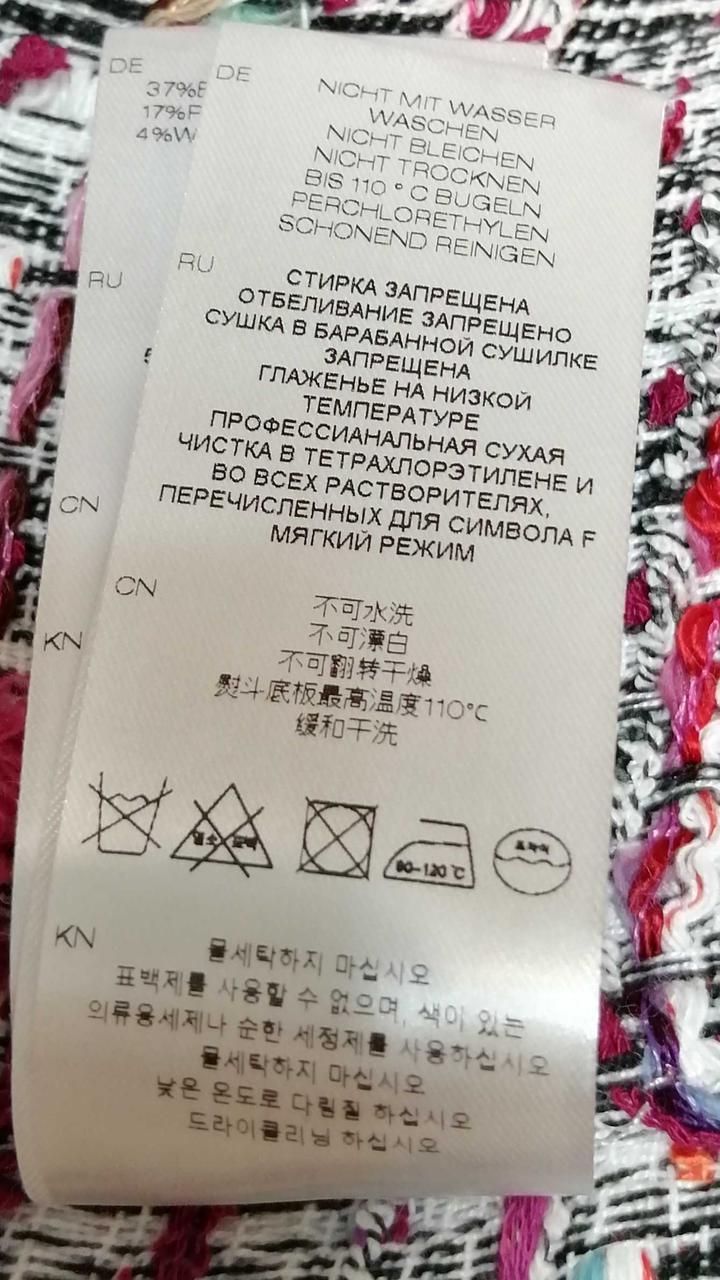 DE
37%
17%
4%W
RU
5
CN
KN
DE
NICHT MIT WASSER
WASCHEN
NICHT BLEICHEN
NICHT TROCKNEN
BIS 110 ° C BUGELN
PERCHLORETHYLEN
SCHONEND REINIGEN
RU
СТИРКА ЗАПРЕЩЕНА
ОТБЕЛИВАНИЕ ЗАПРЕЩЕНО
СУШКА В БАРАБАННОЙ СУШИЛКЕ
ЗАПРЕЩЕНА
ГЛАЖЕНЬЕ НА НИЗКОЙ
ТЕМПЕРАТУРЕ
ПРОФЕССИАНАЛЬНАЯ СУХАЯ
ЧИСТКА В ТЕТРАХЛОРЭТИЛЕНЕ И
ВО ВСЕХ РАСТВОРИТЕЛЯХ,
ПЕРЕЧИСЛЕННЫХ ДЛЯ СИМВОЛА F
МЯГКИЙ РЕЖИМ
CN
不可水洗
不可漂白
不可翻转干燥
熨斗底板最高温度110℃
缓和干洗
염소 표백
80-120 ℃
드라이
KN
물세탁하지 마십시오
표백제를 사용할 수 없으며, 색이 있는
의류용세제나 순한 세정제를 사용하십시오
물세탁하지 마십시오
낮은 온도로 다림질 하십시오
드라이클리닝 하십시오